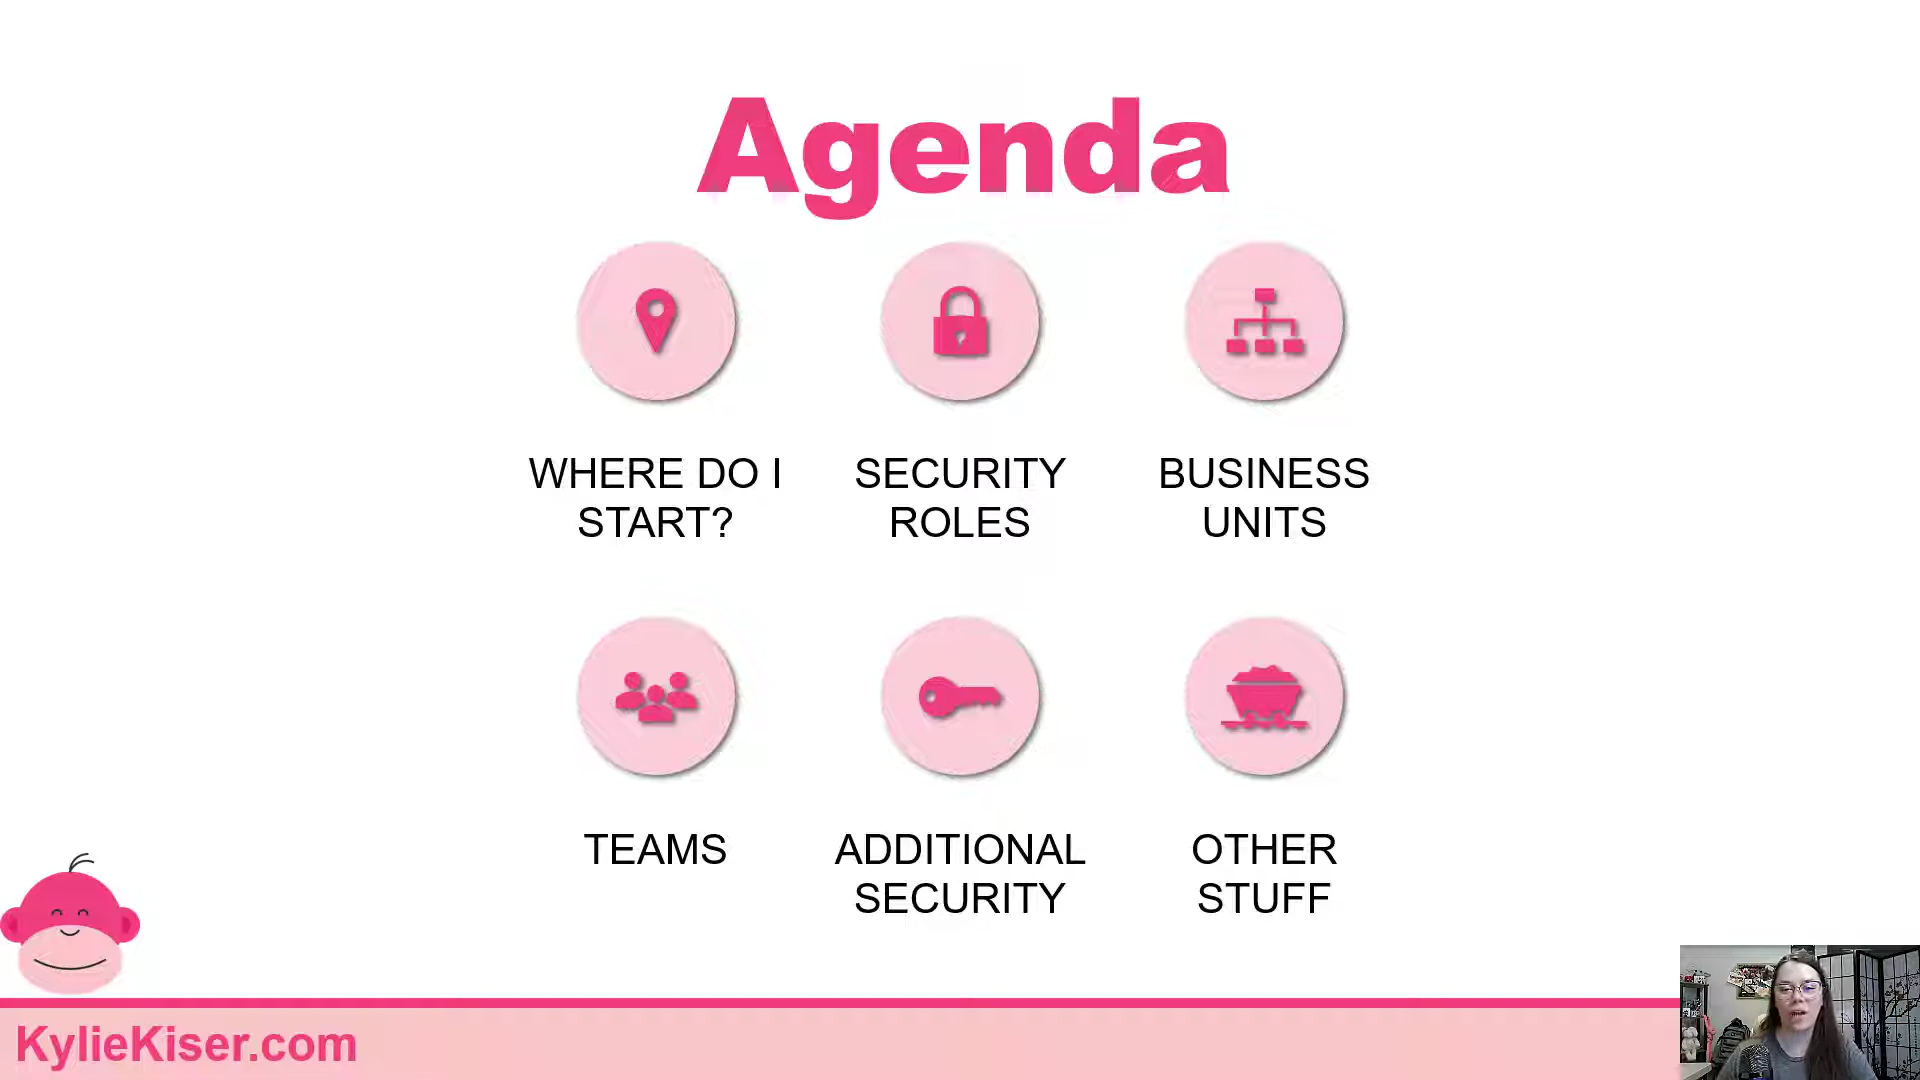 Agenda
WHERE DO I
START?
SECURITY
ROLES
BUSINESS
UNITS
TEAMS
ADDITIONAL
SECURITY
OTHER
STUFF
KylieKiser.com